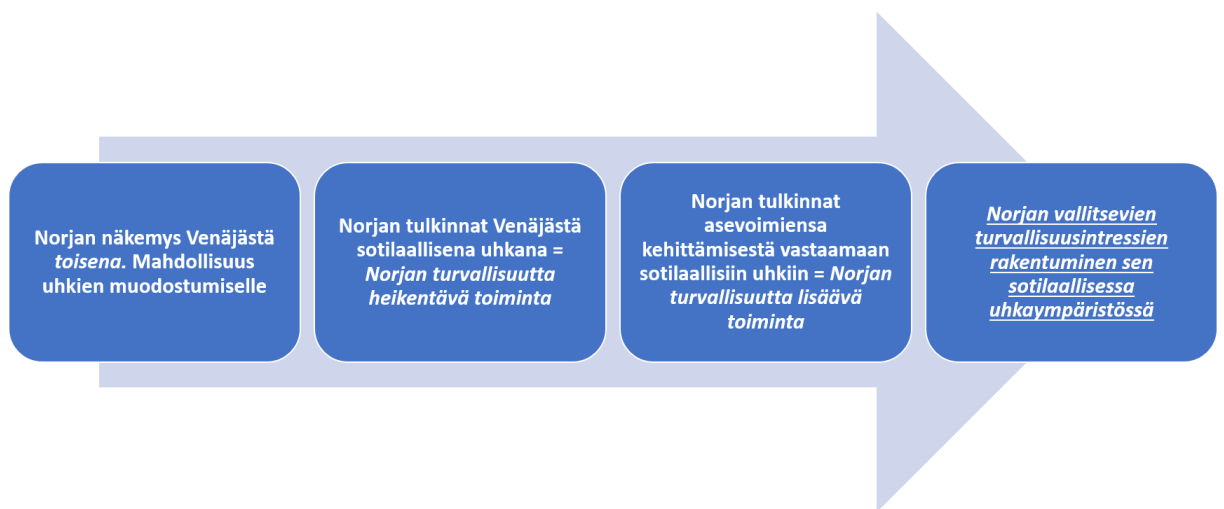 Norjan näkemys Venäjästä
toisena. Mahdollisuus
uhkien muodostumiselle
Norjan tulkinnat Venäjästä
sotilaallisena uhkana =
Norjan turvallisuutta
heikentävä toiminta
Norjan tulkinnat
asevoimiensa
kehittämisestä vastaamaan
sotilaallisiin uhkiin = Norjan
turvallisuutta lisäävä
toiminta
Norjan vallitsevien
turvallisuusintressien
rakentuminen sen
sotilaallisessa
uhkaympäristössä